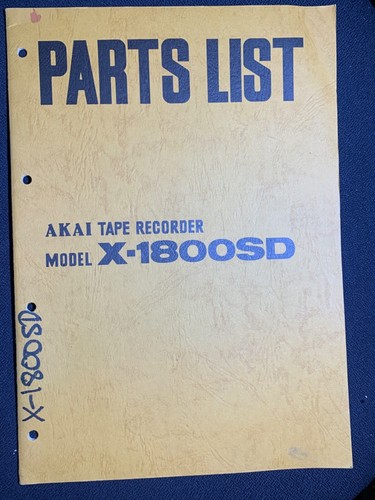 PARTS LIST
AKAI TAPE RECORDER
MODEL X-1800SD
X-1800SD